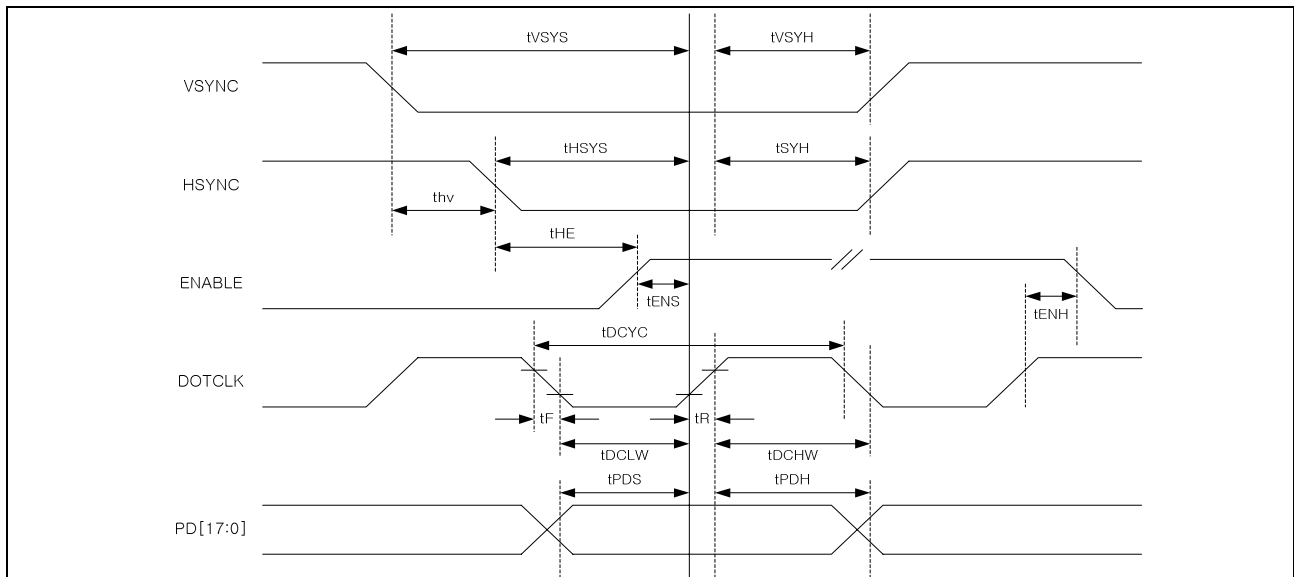 tVSYS
tVSYH
VSYNC
tHSYS
tSYH
HSYNC
thv
tHE
ENABLE
tENS
tENH
tDCYC
DOTCLK
tF
tR
tDCLW
tDCHW
tPDS
tPDH
PD[17:0]